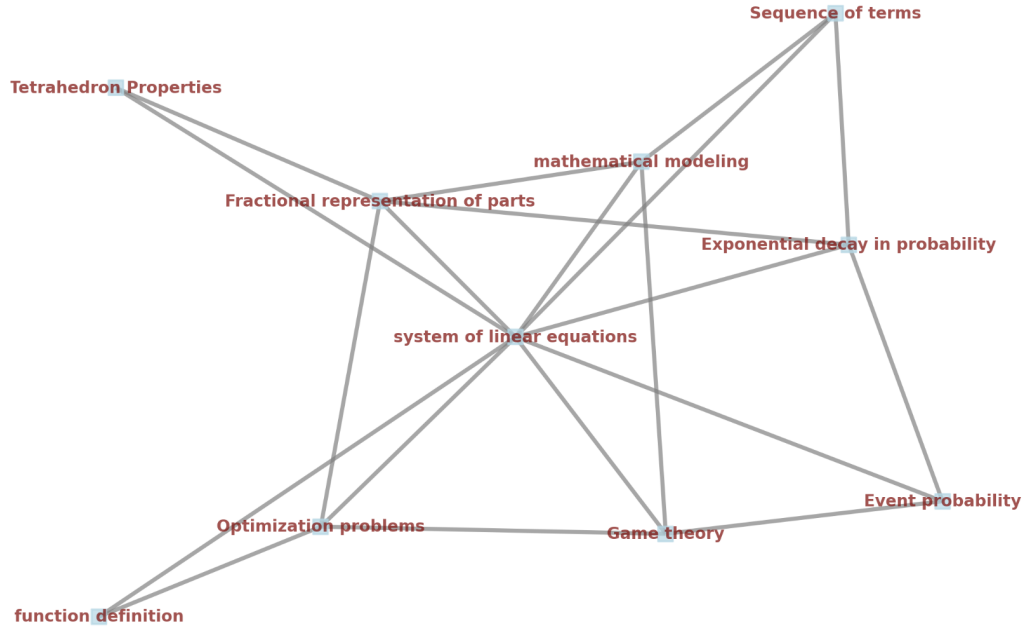 Sequence of terms
Tetrahedron Properties
mathematical modeling
Fractional representation of parts
Exponential decay in probability
system of linear equations
Event probability
Optimization problems
Game theory
function definition